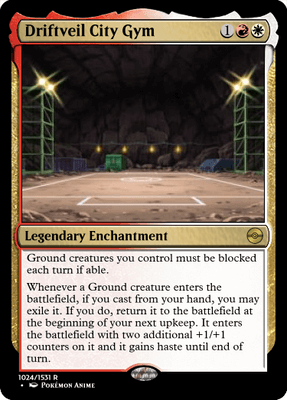 Driftveil City Gym 1
Legendary Enchantment
Ground creatures you control must be blocked
each turn if able.
Whenever a Ground creature enters the
battlefield, if you cast from your hand, you may
exile it. If you do, return it to the battlefield at
the beginning of your next upkeep. It enters
the battlefield with two additional +1/+1
counters on it and it gains haste until end of
turn.
1024/1531 R
• Pokémon Anime